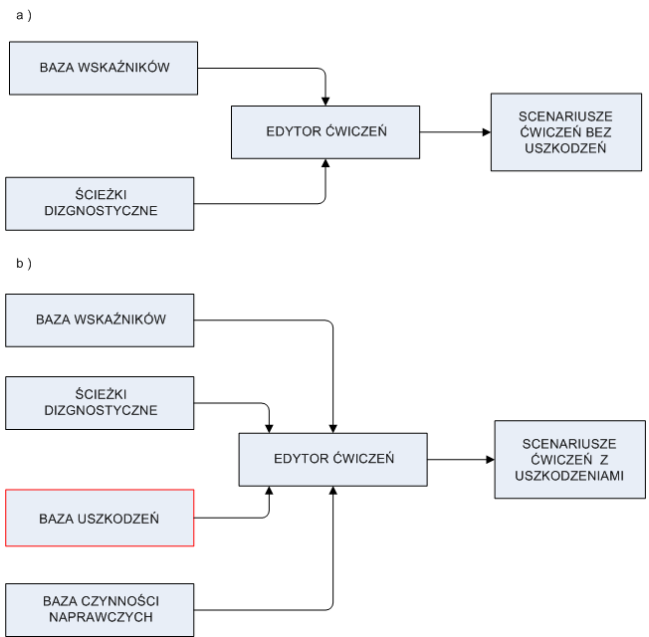 a )
BAZA WSKAŹNIKÓW
EDYTOR ĆWICZEŃ
SCENARIUSZE
ĆWICZEŃ BEZ
USZKODZEŃ
ŚCIEŻKI
DIZGNOSTYCZNE
b )
BAZA WSKAŹNIKÓW
ŚCIEŻKI
DIZGNOSTYCZNE
EDYTOR ĆWICZEŃ
SCENARIUSZE
ĆWICZEŃ Z
USZKODZENIAMI
BAZA USZKODZEŃ
BAZA CZYNNOŚCI
NAPRAWCZYCH